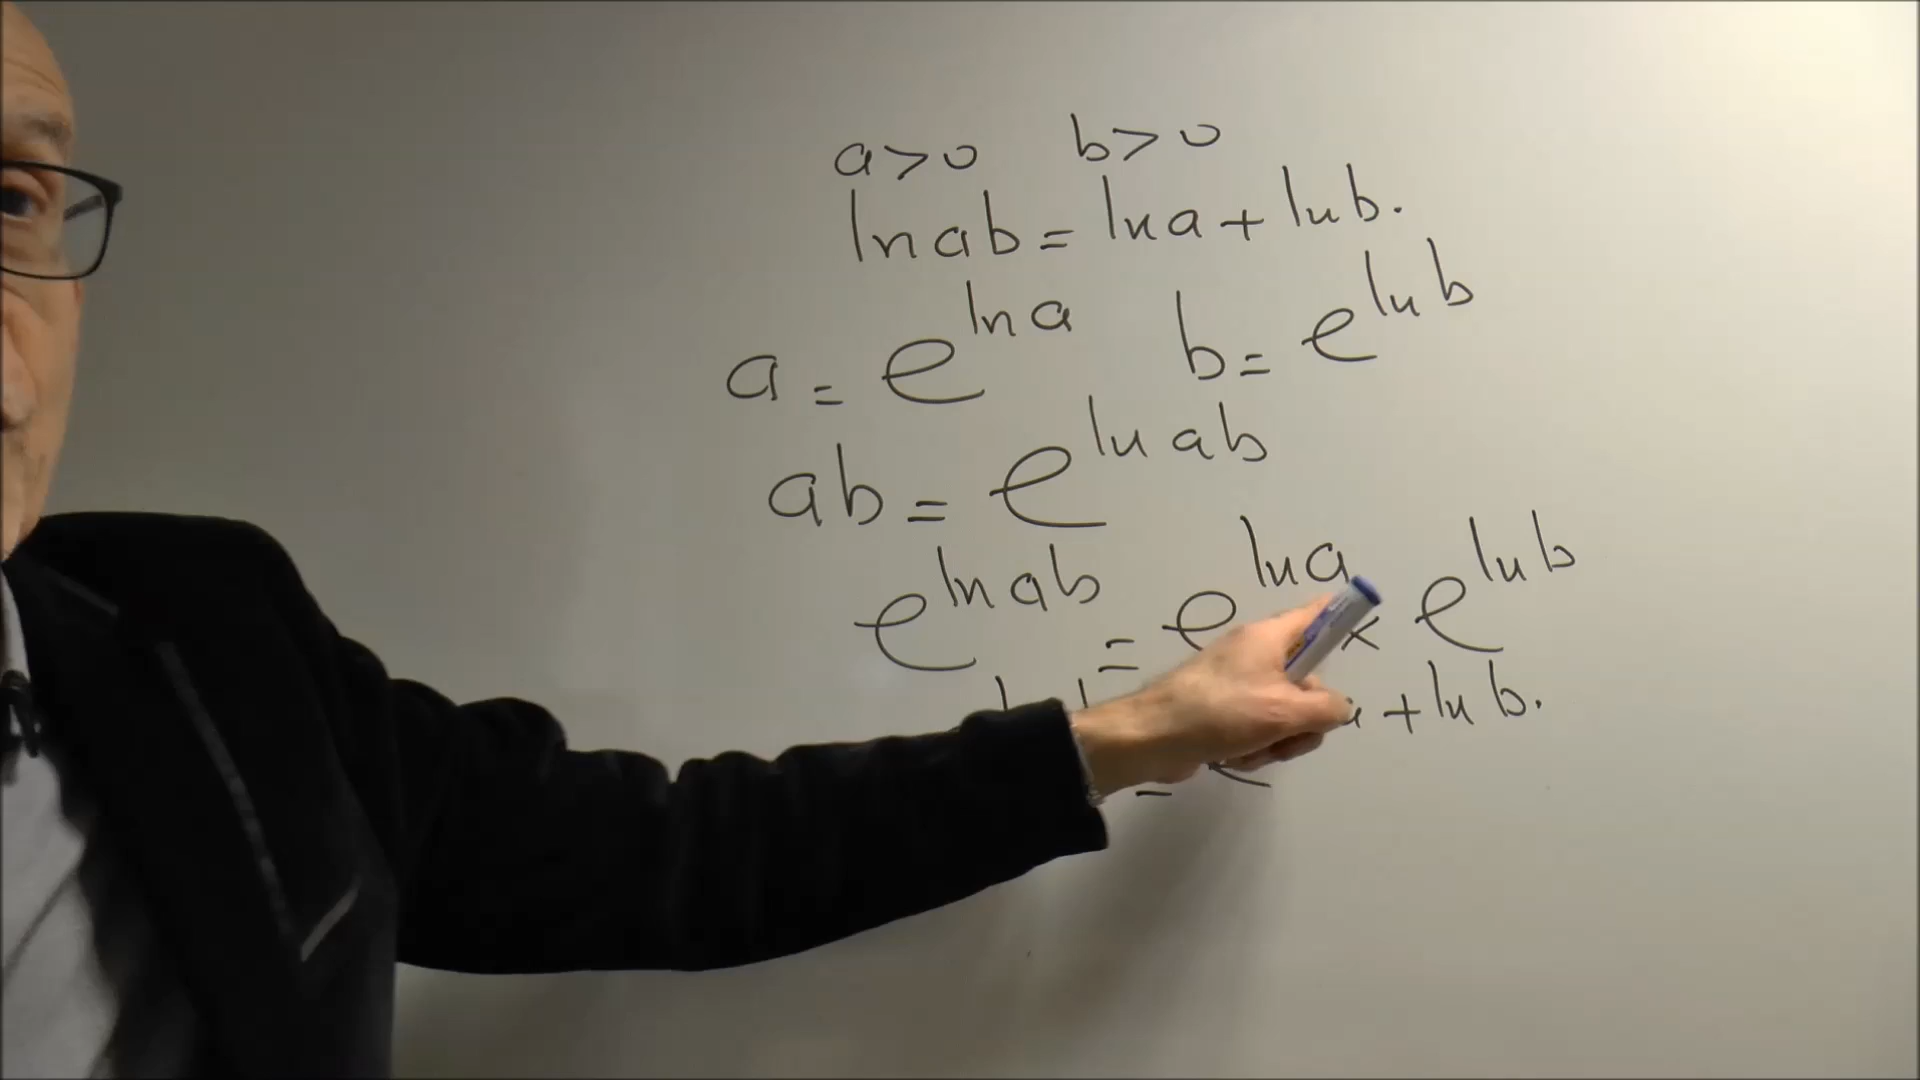 a>0 b>0
ln ab = ln a + ln b.
a = e^ln a b = e^ln b
ab = e^ln ab
e^ln ab = e^ln a × e^ln b
= + ln b.